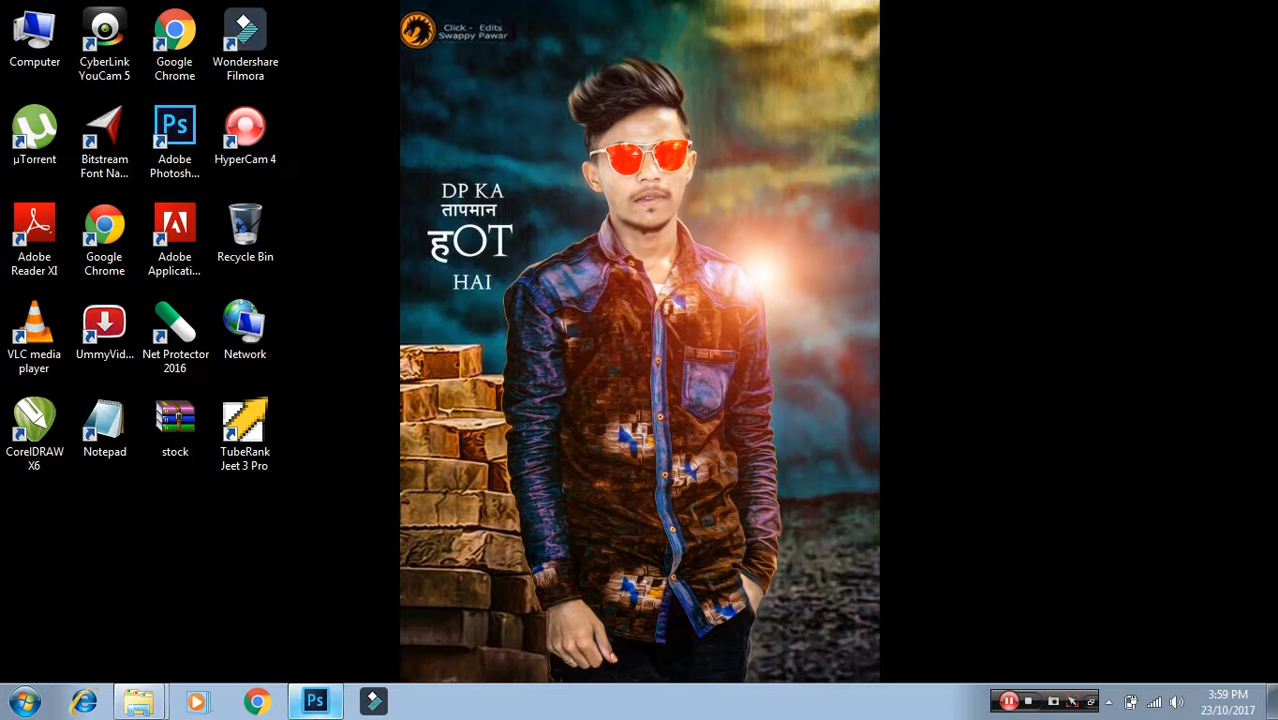 Computer
CyberLink
YouCam 5
Google
Chrome
Wondershare
Filmora
µTorrent
Bitstream
Font Na...
Adobe
Photosh...
HyperCam 4
Adobe
Reader XI
Google
Chrome
Adobe
Applicati...
Recycle Bin
VLC media
player
UmmyVid...
Net Protector
2016
Network
CorelDRAW
X6
Notepad
stock
TubeRank
Jeet 3 Pro
Ps
Click - Edits
Swappy Pawar
DP KA
तापमान
हOT
HAI
Ps
3:59 PM
23/10/2017